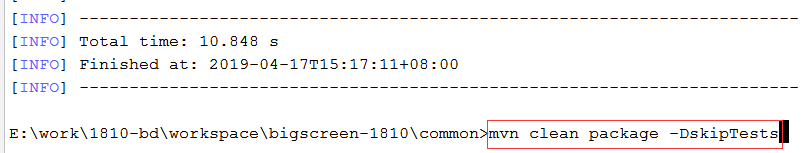 [INFO] ------------------------------------------------------------------------
[INFO] Total time: 10.848 s
[INFO] Finished at: 2019-04-17T15:17:11+08:00
[INFO] ------------------------------------------------------------------------
E:\work\1810-bd\workspace\bigscreen-1810\common>mvn clean package -DskipTests